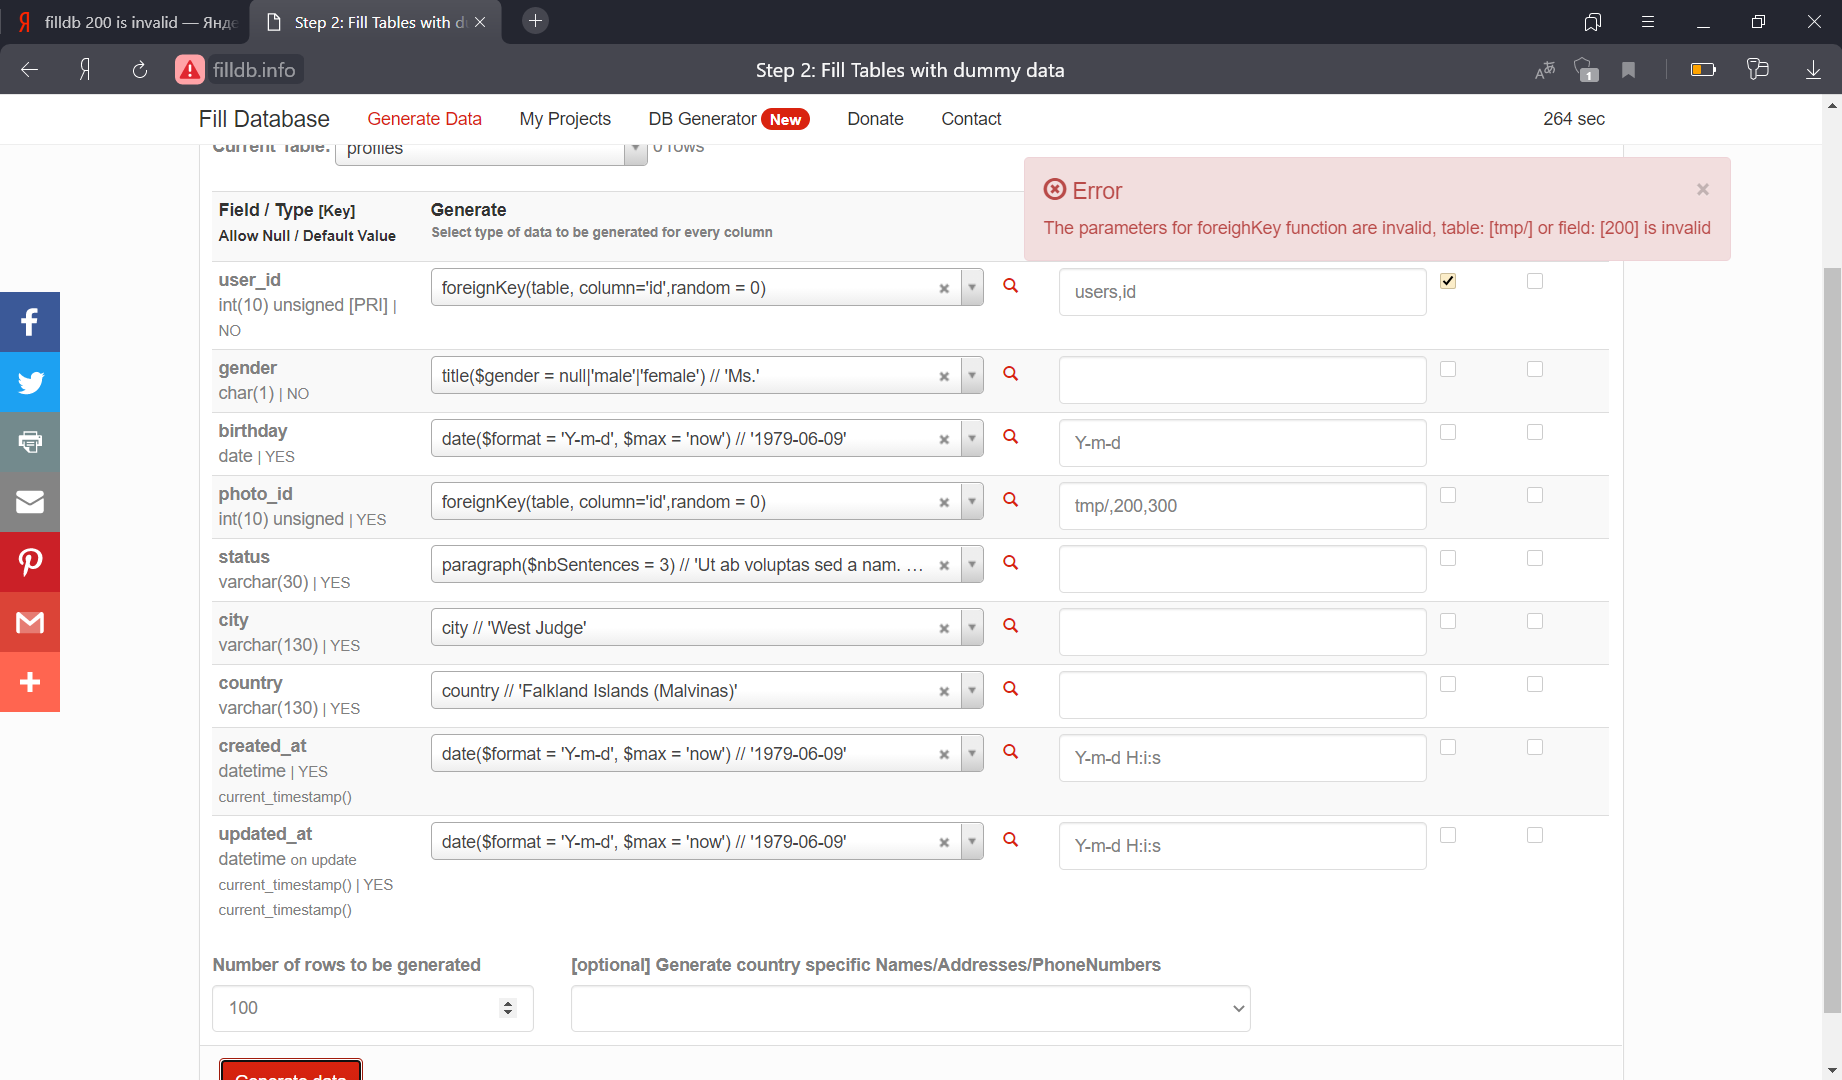 filldb 200 is invalid — Янде
Step 2: Fill Tables with du
filldb.info
Step 2: Fill Tables with dummy data
1
Fill Database
Generate Data
My Projects
DB Generator New
Donate
Contact
264 sec
Current Table: profiles 0 rows
Error
The parameters for foreighKey function are invalid, table: [tmp/] or field: [200] is invalid
Field / Type [Key]
Allow Null / Default Value
Generate
Select type of data to be generated for every column
user_id
int(10) unsigned [PRI] |
NO
foreignKey(table, column='id',random = 0)
users,id
gender
char(1) | NO
title($gender = null|'male'|'female') // 'Ms.'
birthday
date | YES
date($format = 'Y-m-d', $max = 'now') // '1979-06-09'
Y-m-d
photo_id
int(10) unsigned | YES
foreignKey(table, column='id',random = 0)
tmp/,200,300
status
varchar(30) | YES
paragraph($nbSentences = 3) // 'Ut ab voluptas sed a nam. ...
city
varchar(130) | YES
city // 'West Judge'
country
varchar(130) | YES
country // 'Falkland Islands (Malvinas)'
created_at
datetime | YES
current_timestamp()
date($format = 'Y-m-d', $max = 'now') // '1979-06-09'
Y-m-d H:i:s
updated_at
datetime on update
current_timestamp() | YES
current_timestamp()
date($format = 'Y-m-d', $max = 'now') // '1979-06-09'
Y-m-d H:i:s
Number of rows to be generated
100
[optional] Generate country specific Names/Addresses/PhoneNumbers
Generate data